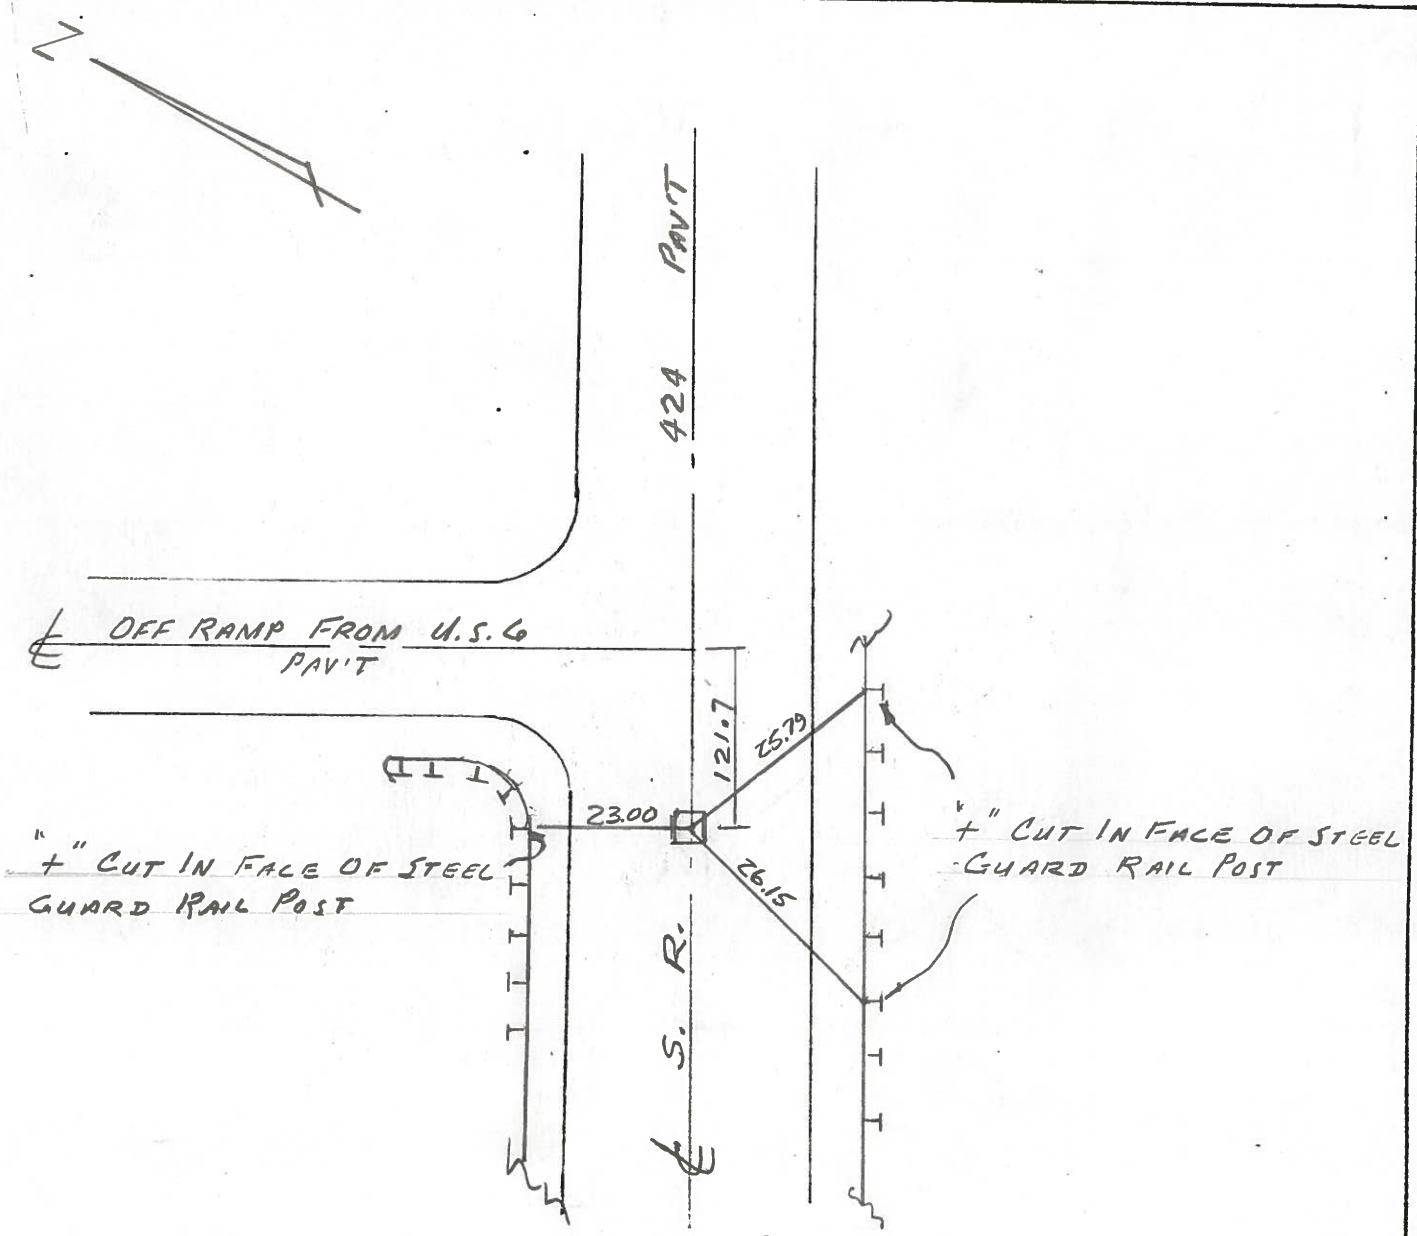 N
℄ S. R. 424 PAV'T
℄ OFF RAMP FROM U.S. 6
PAV'T
121.7
25.79
23.00
26.15
"+" CUT IN FACE OF STEEL
GUARD RAIL POST
"+" CUT IN FACE OF STEEL
GUARD RAIL POST